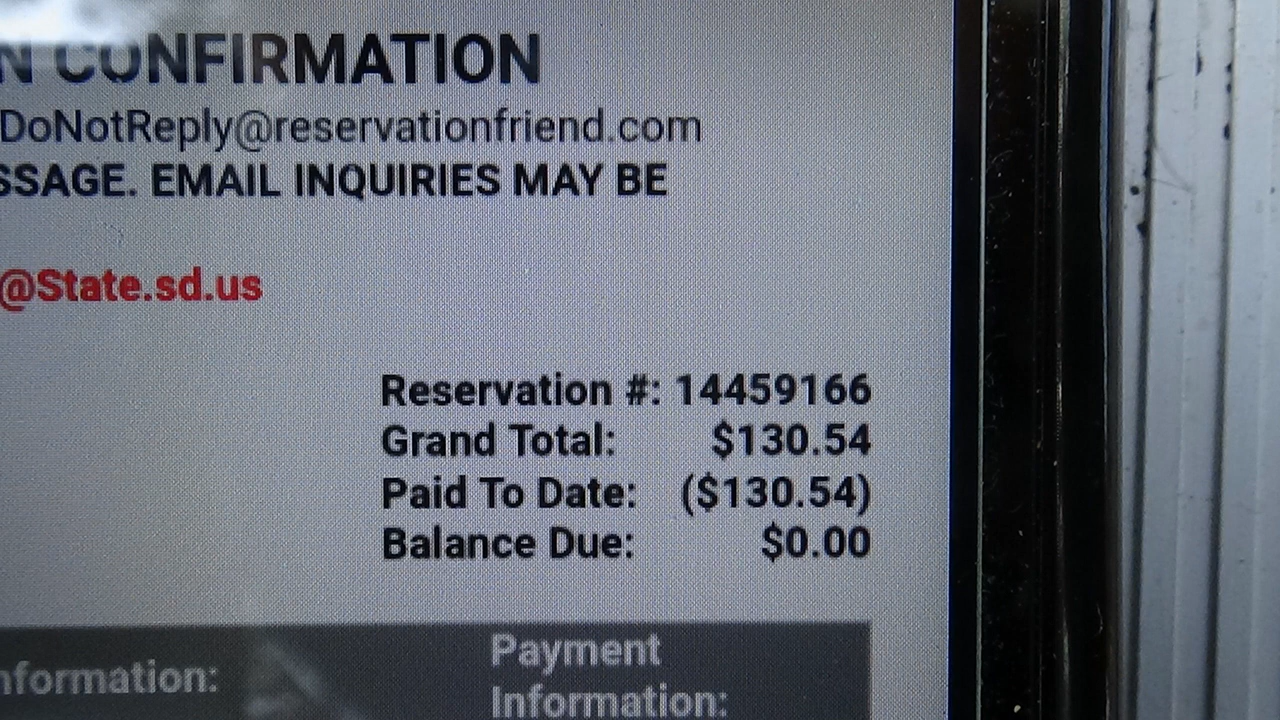 N CONFIRMATION
DoNotReply@reservationfriend.com
SSAGE. EMAIL INQUIRIES MAY BE
@State.sd.us
Reservation #: 14459166
Grand Total: $130.54
Paid To Date: ($130.54)
Balance Due: $0.00
nformation:
Payment
Information: